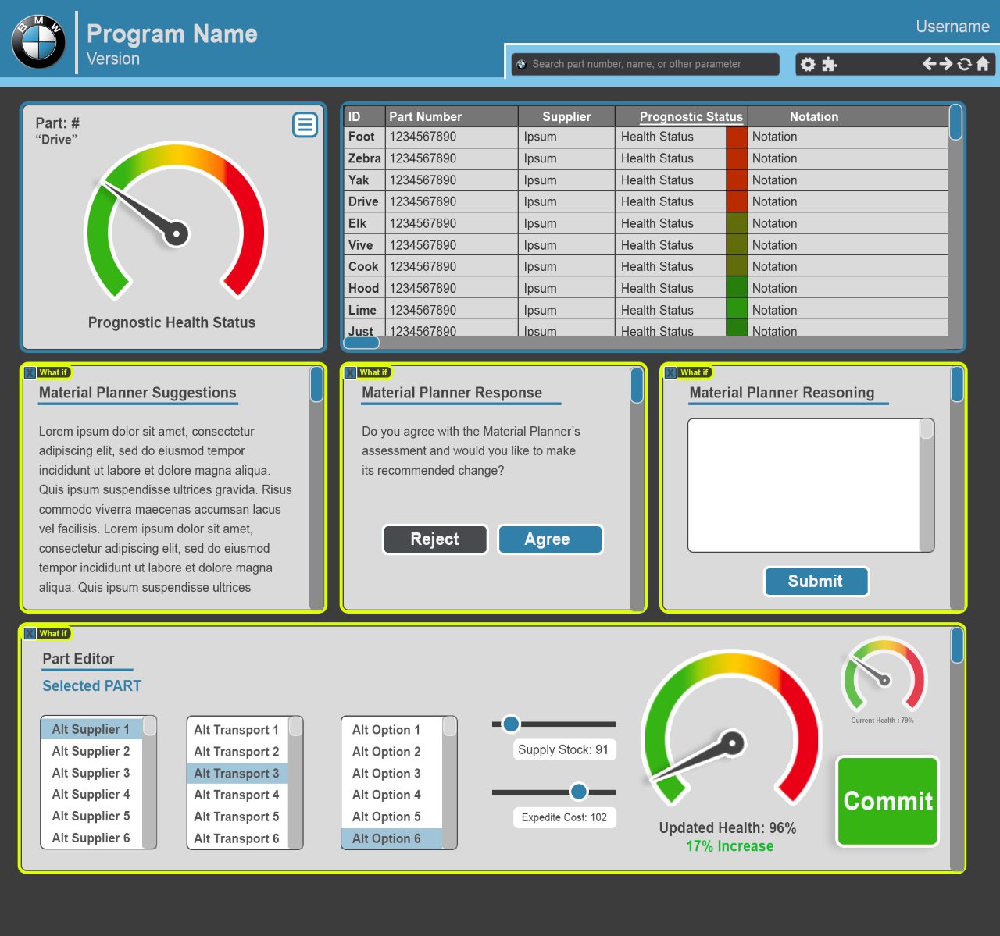 BMW
Program Name
Version
Username
Search part number, name, or other parameter
Part: #
“Drive”
Prognostic Health Status
ID Part Number Supplier Prognostic Status Notation
Foot 1234567890 Ipsum Health Status Notation
Zebra 1234567890 Ipsum Health Status Notation
Yak 1234567890 Ipsum Health Status Notation
Drive 1234567890 Ipsum Health Status Notation
Elk 1234567890 Ipsum Health Status Notation
Vive 1234567890 Ipsum Health Status Notation
Cook 1234567890 Ipsum Health Status Notation
Hood 1234567890 Ipsum Health Status Notation
Lime 1234567890 Ipsum Health Status Notation
Just 1234567890 Ipsum Health Status Notation
X What if
Material Planner Suggestions
Lorem ipsum dolor sit amet, consectetur
adipiscing elit, sed do eiusmod tempor
incididunt ut labore et dolore magna aliqua.
Quis ipsum suspendisse ultrices gravida. Risus
commodo viverra maecenas accumsan lacus
vel facilisis. Lorem ipsum dolor sit amet,
consectetur adipiscing elit, sed do eiusmod
tempor incididunt ut labore et dolore magna
aliqua. Quis ipsum suspendisse ultrices
X What if
Material Planner Response
Do you agree with the Material Planner’s
assessment and would you like to make
its recommended change?
Reject Agree
X What if
Material Planner Reasoning
Submit
X What if
Part Editor
Selected PART
Alt Supplier 1
Alt Supplier 2
Alt Supplier 3
Alt Supplier 4
Alt Supplier 5
Alt Supplier 6
Alt Transport 1
Alt Transport 2
Alt Transport 3
Alt Transport 4
Alt Transport 5
Alt Transport 6
Alt Option 1
Alt Option 2
Alt Option 3
Alt Option 4
Alt Option 5
Alt Option 6
Supply Stock: 91
Expedite Cost: 102
Updated Health: 96%
17% Increase
Current Health : 79%
Commit